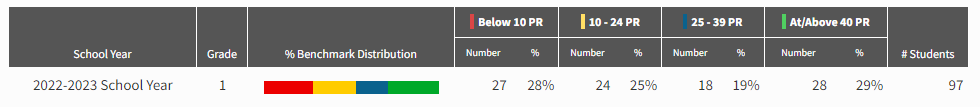 Below 10 PR 10 - 24 PR 25 - 39 PR At/Above 40 PR
School Year Grade % Benchmark Distribution Number % Number % Number % Number % # Students
2022-2023 School Year 1 27 28% 24 25% 18 19% 28 29% 97